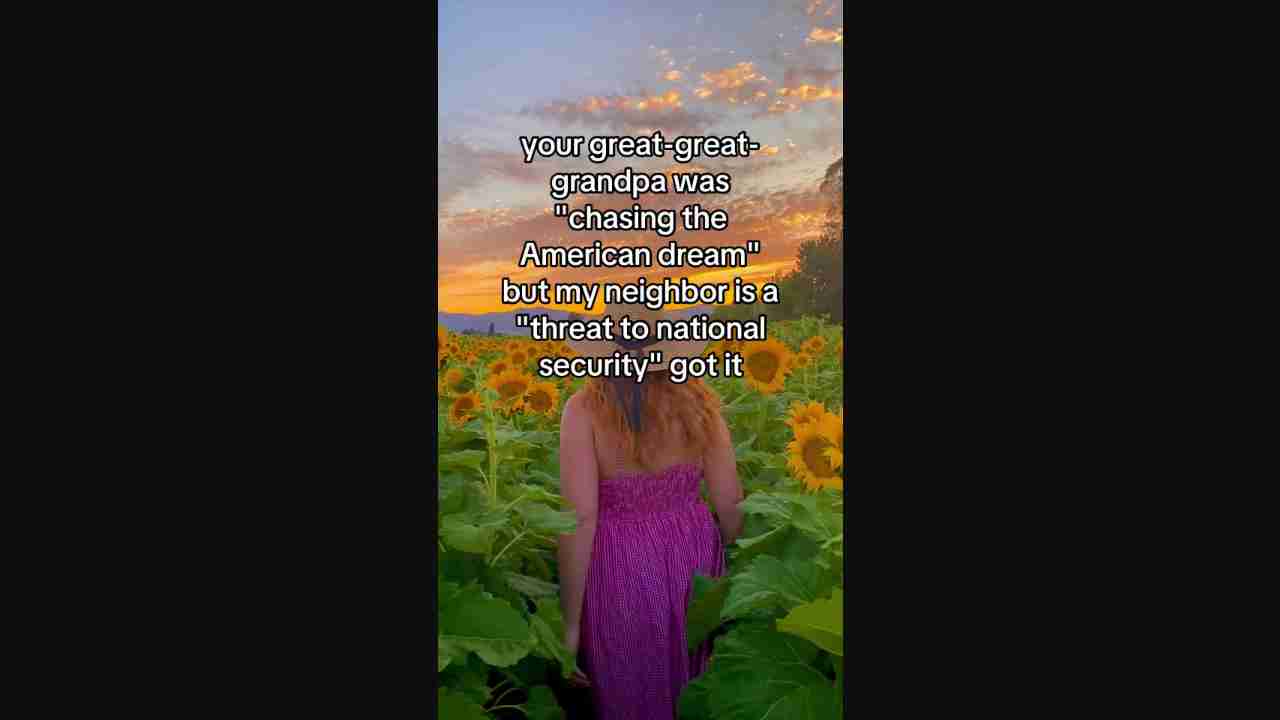 your great-great-
grandpa was
"chasing the
American dream"
but my neighbor is a
"threat to national
security" got it